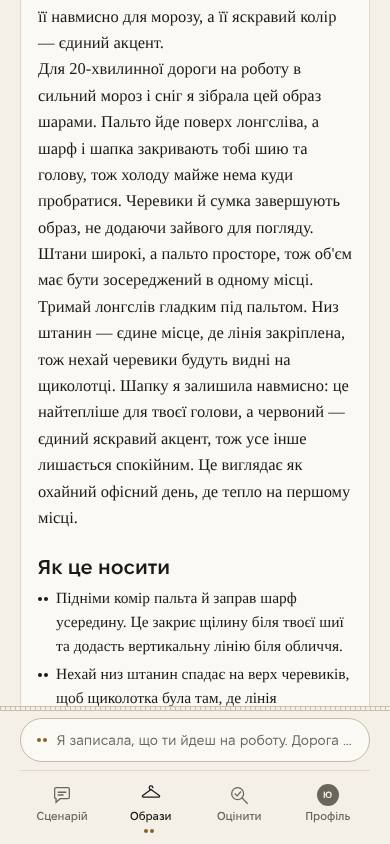 її навмисно для морозу, а її яскравий колір
— єдиний акцент.
Для 20-хвилинної дороги на роботу в
сильний мороз і сніг я зібрала цей образ
шарами. Пальто йде поверх лонгсліва, а
шарф і шапка закривають тобі шию та
голову, тож холоду майже нема куди
пробратися. Черевики й сумка завершують
образ, не додаючи зайвого для погляду.
Штани широкі, а пальто просторе, тож об'єм
має бути зосереджений в одному місці.
Тримай лонгслів гладким під пальтом. Низ
штанин — єдине місце, де лінія закріплена,
тож нехай черевики будуть видні на
щиколотці. Шапку я залишила навмисно: це
найтепліше для твоєї голови, а червоний —
єдиний яскравий акцент, тож усе інше
лишається спокійним. Це виглядає як
охайний офісний день, де тепло на першому
місці.
Як це носити
•• Підніми комір пальта й заправ шарф
усередину. Це закриє щілину біля твоєї шиї
та додасть вертикальну лінію біля обличчя.
•• Нехай низ штанин спадає на верх черевиків,
щоб щиколотка була там, де лінія
•• Я записала, що ти йдеш на роботу. Дорога ...
Сценарій
Образи
Оцінити
Ю
Профіль